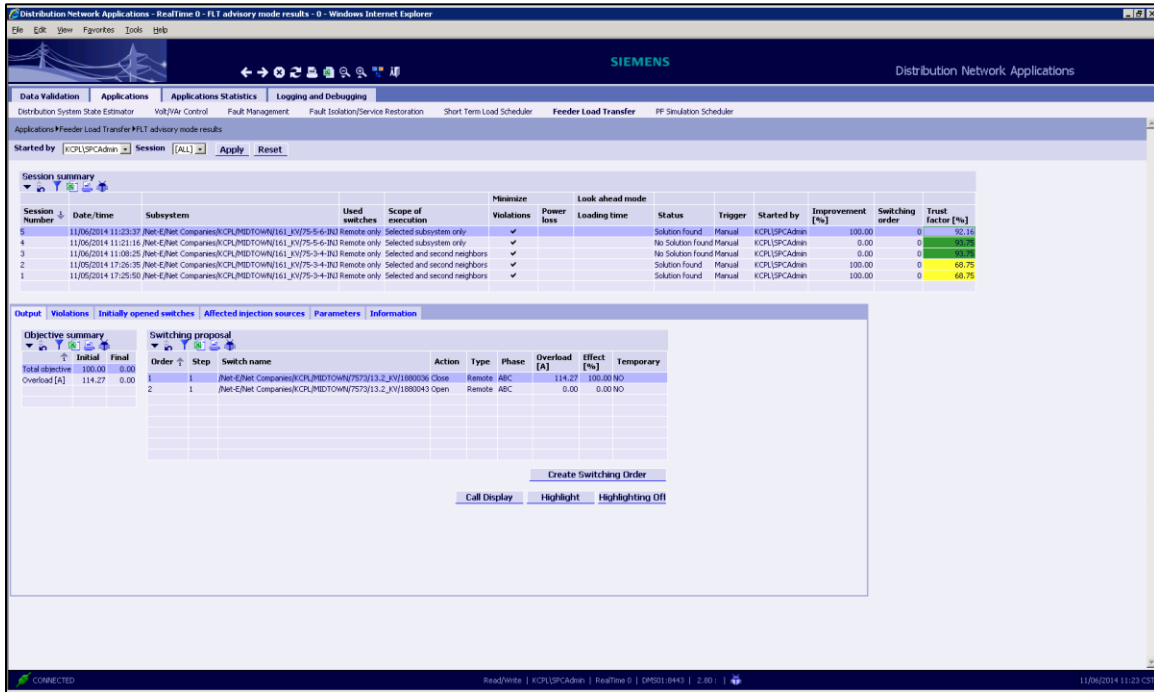 Distribution Network Applications - RealTime 0 - FLT advisory mode results - 0 - Windows Internet Explorer
File Edit View Favorites Tools Help
SIEMENS
Distribution Network Applications
Data Validation Applications Applications Statistics Logging and Debugging
Distribution System State Estimator Volt/VAr Control Fault Management Fault Isolation/Service Restoration Short Term Load Scheduler Feeder Load Transfer PF Simulation Scheduler
Applications Feeder Load Transfer FLT advisory mode results
Started by KCPL\SPCAdmin Session [ALL] Apply Reset
Session summary
Minimize Look ahead mode
Session Number Date/time Subsystem Used switches Scope of execution Violations Power loss Loading time Status Trigger Started by Improvement [%] Switching order Trust factor [%]
5 11/06/2014 11:23:37 /Net-E/Net Companies/KCPL/MIDTOWN/161_KV/75-5-6-INJ Remote only Selected subsystem only ✔ Solution found Manual KCPL\SPCAdmin 100.00 0 92.16
4 11/06/2014 11:21:16 /Net-E/Net Companies/KCPL/MIDTOWN/161_KV/75-5-6-INJ Remote only Selected subsystem only ✔ No Solution found Manual KCPL\SPCAdmin 0.00 0 93.75
3 11/06/2014 11:08:25 /Net-E/Net Companies/KCPL/MIDTOWN/161_KV/75-3-4-INJ Remote only Selected and second neighbors ✔ No Solution found Manual KCPL\SPCAdmin 0.00 0 93.75
2 11/05/2014 17:26:35 /Net-E/Net Companies/KCPL/MIDTOWN/161_KV/75-3-4-INJ Remote only Selected and second neighbors ✔ Solution found Manual KCPL\SPCAdmin 100.00 0 68.75
1 11/05/2014 17:25:50 /Net-E/Net Companies/KCPL/MIDTOWN/161_KV/75-3-4-INJ Remote only Selected and second neighbors ✔ Solution found Manual KCPL\SPCAdmin 100.00 0 68.75
Output Violations Initially opened switches Affected injection sources Parameters Information
Objective summary
Initial Final
Total objective 100.00 0.00
Overload [A] 114.27 0.00
Switching proposal
Order Step Switch name Action Type Phase Overload [A] Effect [%] Temporary
1 1 /Net-E/Net Companies/KCPL/MIDTOWN/7573/13.2_KV/1880036 Close Remote ABC 114.27 100.00 NO
2 1 /Net-E/Net Companies/KCPL/MIDTOWN/7573/13.2_KV/1880043 Open Remote ABC 0.00 0.00 NO
Create Switching Order
Call Display Highlight Highlighting Off
CONNECTED
Read/Write | KCPL\SPCAdmin | RealTime 0 | DMS01:8443 | 2.80 : |
11/06/2014 11:23 CST